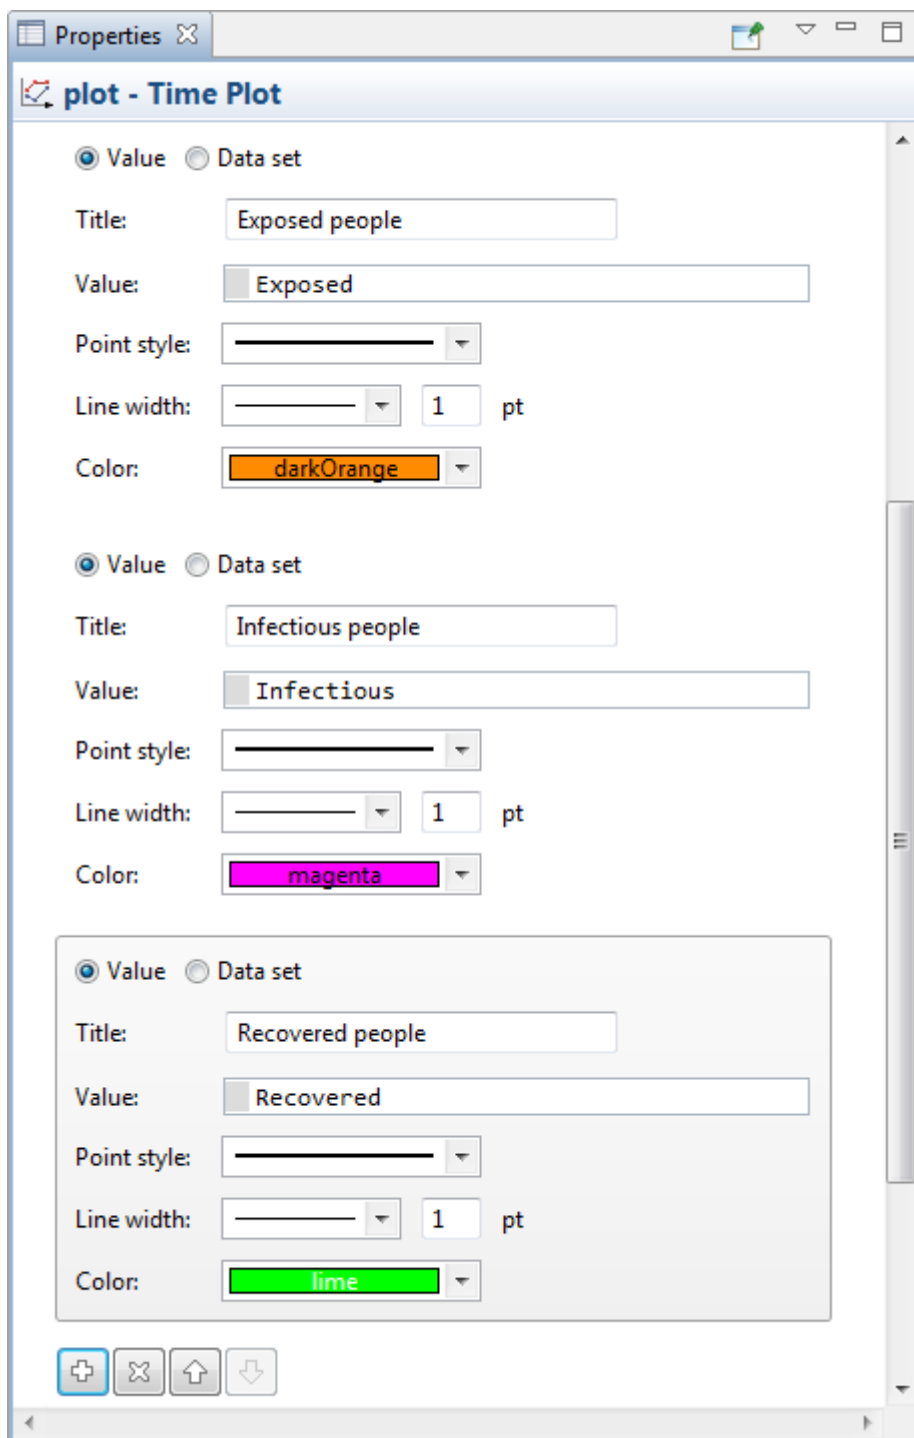 Properties
plot - Time Plot
Value Data set
Title: Exposed people
Value: Exposed
Point style:
Line width: 1 pt
Color: darkOrange
Value Data set
Title: Infectious people
Value: Infectious
Point style:
Line width: 1 pt
Color: magenta
Value Data set
Title: Recovered people
Value: Recovered
Point style:
Line width: 1 pt
Color: lime